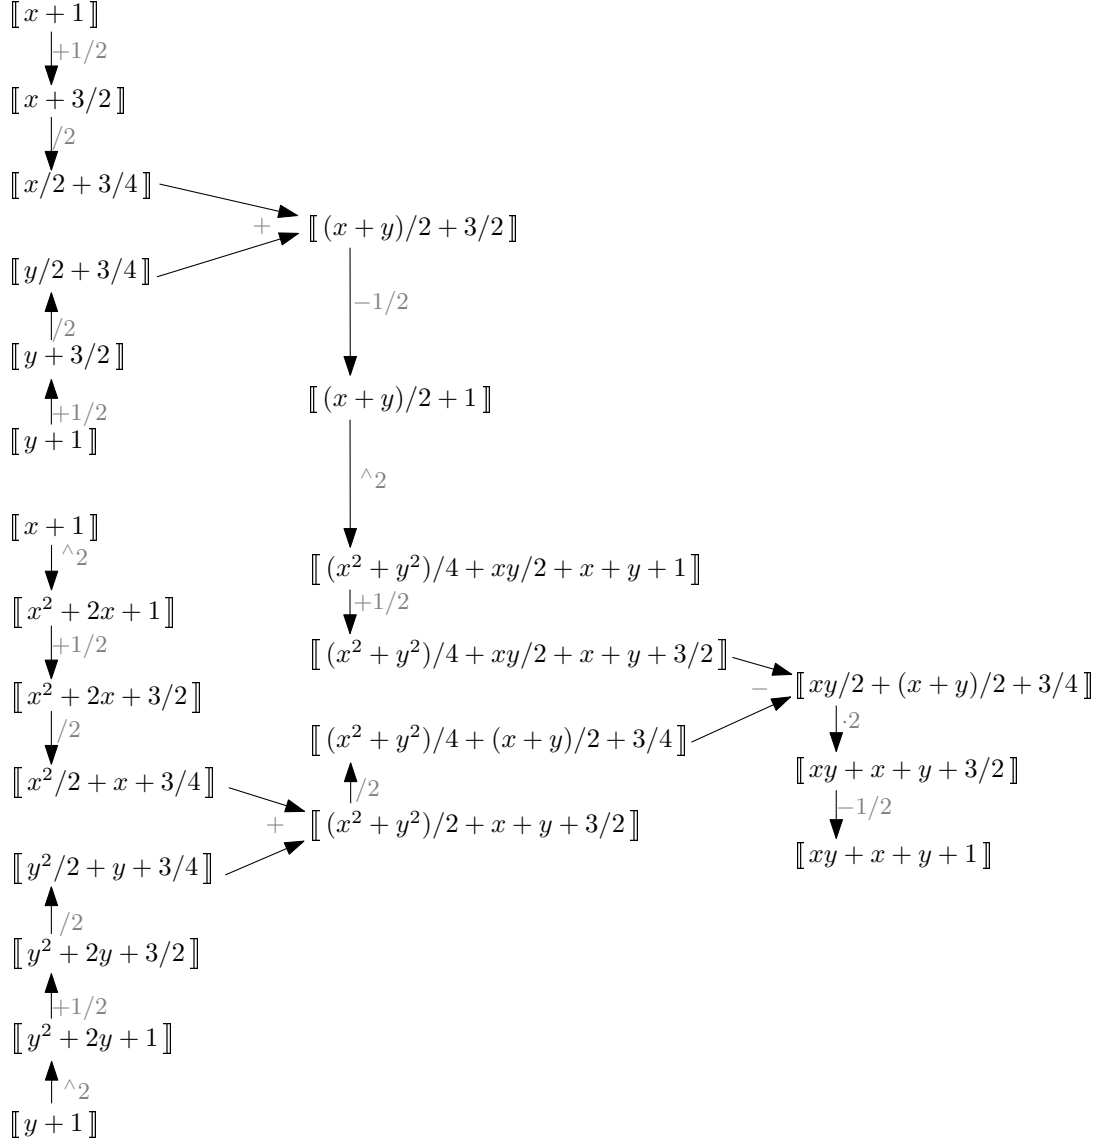 ⟦x + 1⟧
+1/2
⟦x + 3/2⟧
/2
⟦x/2 + 3/4⟧
+
⟦(x + y)/2 + 3/2⟧
⟦y/2 + 3/4⟧
−1/2
/2
⟦y + 3/2⟧
+1/2
⟦(x + y)/2 + 1⟧
⟦y + 1⟧
^2
⟦x + 1⟧
^2
⟦(x² + y²)/4 + xy/2 + x + y + 1⟧
⟦x² + 2x + 1⟧
+1/2
+1/2
⟦(x² + y²)/4 + xy/2 + x + y + 3/2⟧
⟦x² + 2x + 3/2⟧
−
⟦xy/2 + (x + y)/2 + 3/4⟧
/2
·2
⟦(x² + y²)/4 + (x + y)/2 + 3/4⟧
⟦x²/2 + x + 3/4⟧
/2
⟦xy + x + y + 3/2⟧
+
⟦(x² + y²)/2 + x + y + 3/2⟧
−1/2
⟦y²/2 + y + 3/4⟧
⟦xy + x + y + 1⟧
/2
⟦y² + 2y + 3/2⟧
+1/2
⟦y² + 2y + 1⟧
^2
⟦y + 1⟧